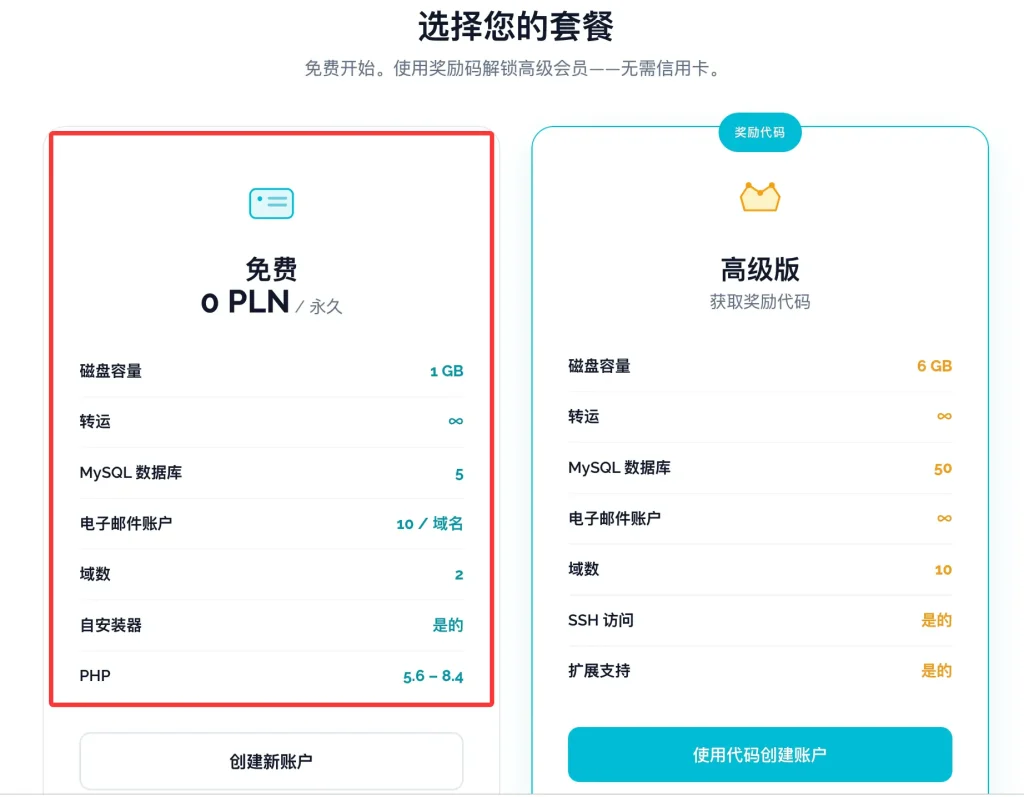 选择您的套餐
免费开始。使用奖励码解锁高级会员——无需信用卡。
免费
0 PLN / 永久
磁盘容量 1 GB
转运 ∞
MySQL 数据库 5
电子邮件账户 10 / 域名
域数 2
自安装器 是的
PHP 5.6 – 8.4
创建新账户
奖励代码
高级版
获取奖励代码
磁盘容量 6 GB
转运 ∞
MySQL 数据库 50
电子邮件账户 ∞
域数 10
SSH 访问 是的
扩展支持 是的
使用代码创建账户